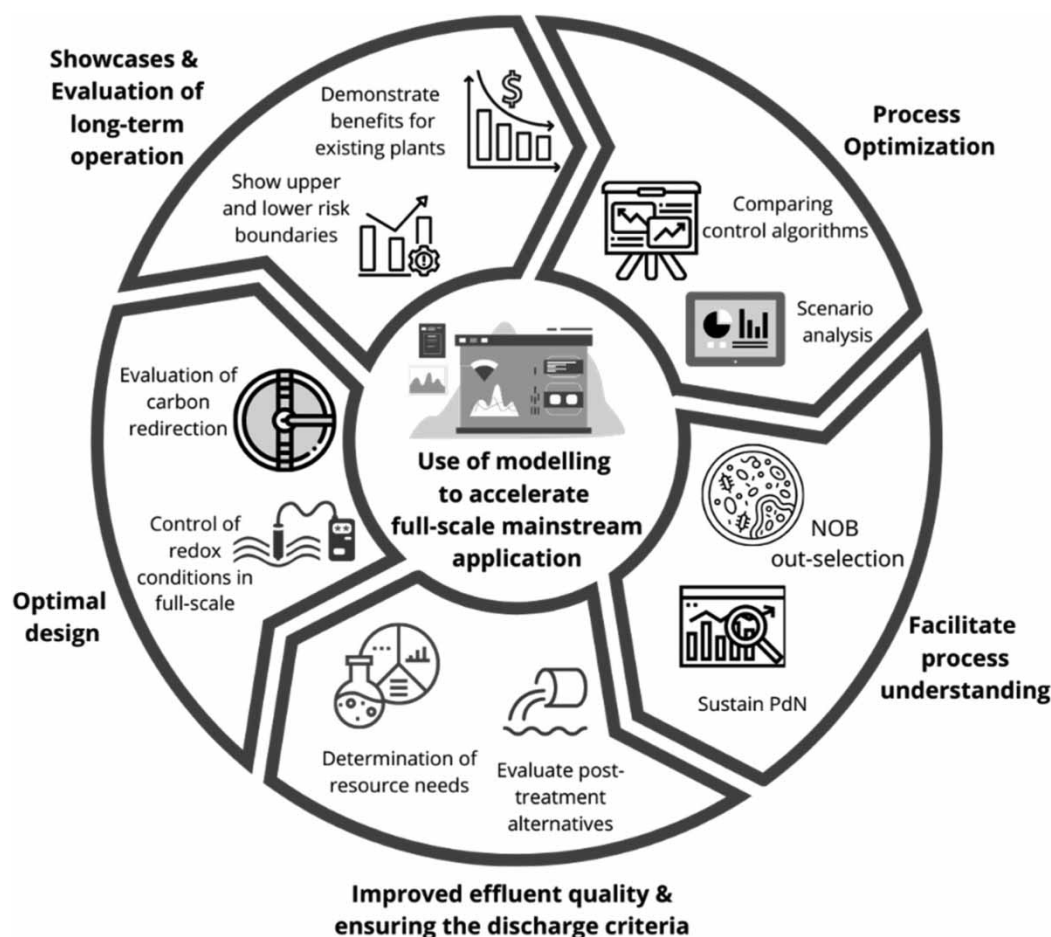 Showcases &
Evaluation of
long-term
operation
Demonstrate
benefits for
existing plants
$
Show upper
and lower risk
boundaries
Process
Optimization
Comparing
control algorithms
Scenario
analysis
Use of modelling
to accelerate
full-scale mainstream
application
NOB
out-selection
Sustain PdN
Facilitate
process
understanding
Determination of
resource needs
Evaluate post-
treatment
alternatives
Improved effluent quality &
ensuring the discharge criteria
Evaluation of
carbon
redirection
Control of
redox
conditions in
full-scale
Optimal
design